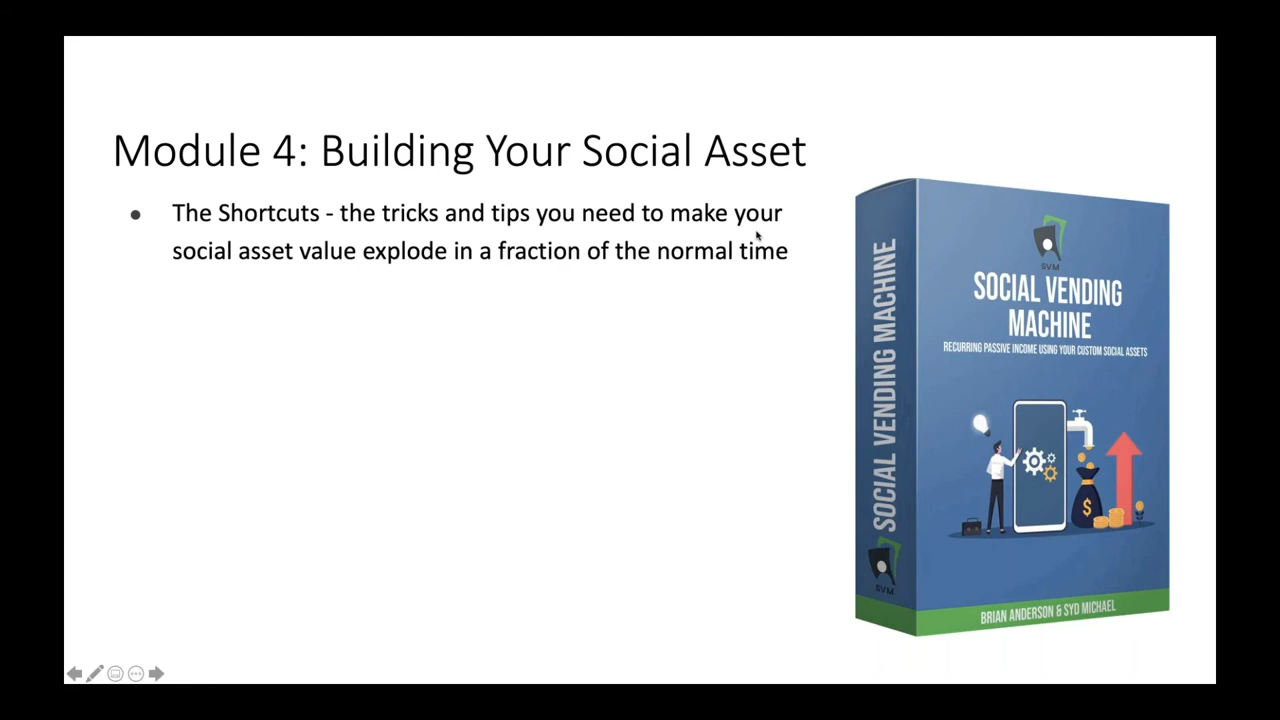 Module 4: Building Your Social Asset
● The Shortcuts - the tricks and tips you need to make your
social asset value explode in a fraction of the normal time
SOCIAL VENDING MACHINE
SVM
SVM
SOCIAL VENDING
MACHINE
RECURRING PASSIVE INCOME USING YOUR CUSTOM SOCIAL ASSETS
$
BRIAN ANDERSON & SYD MICHAEL